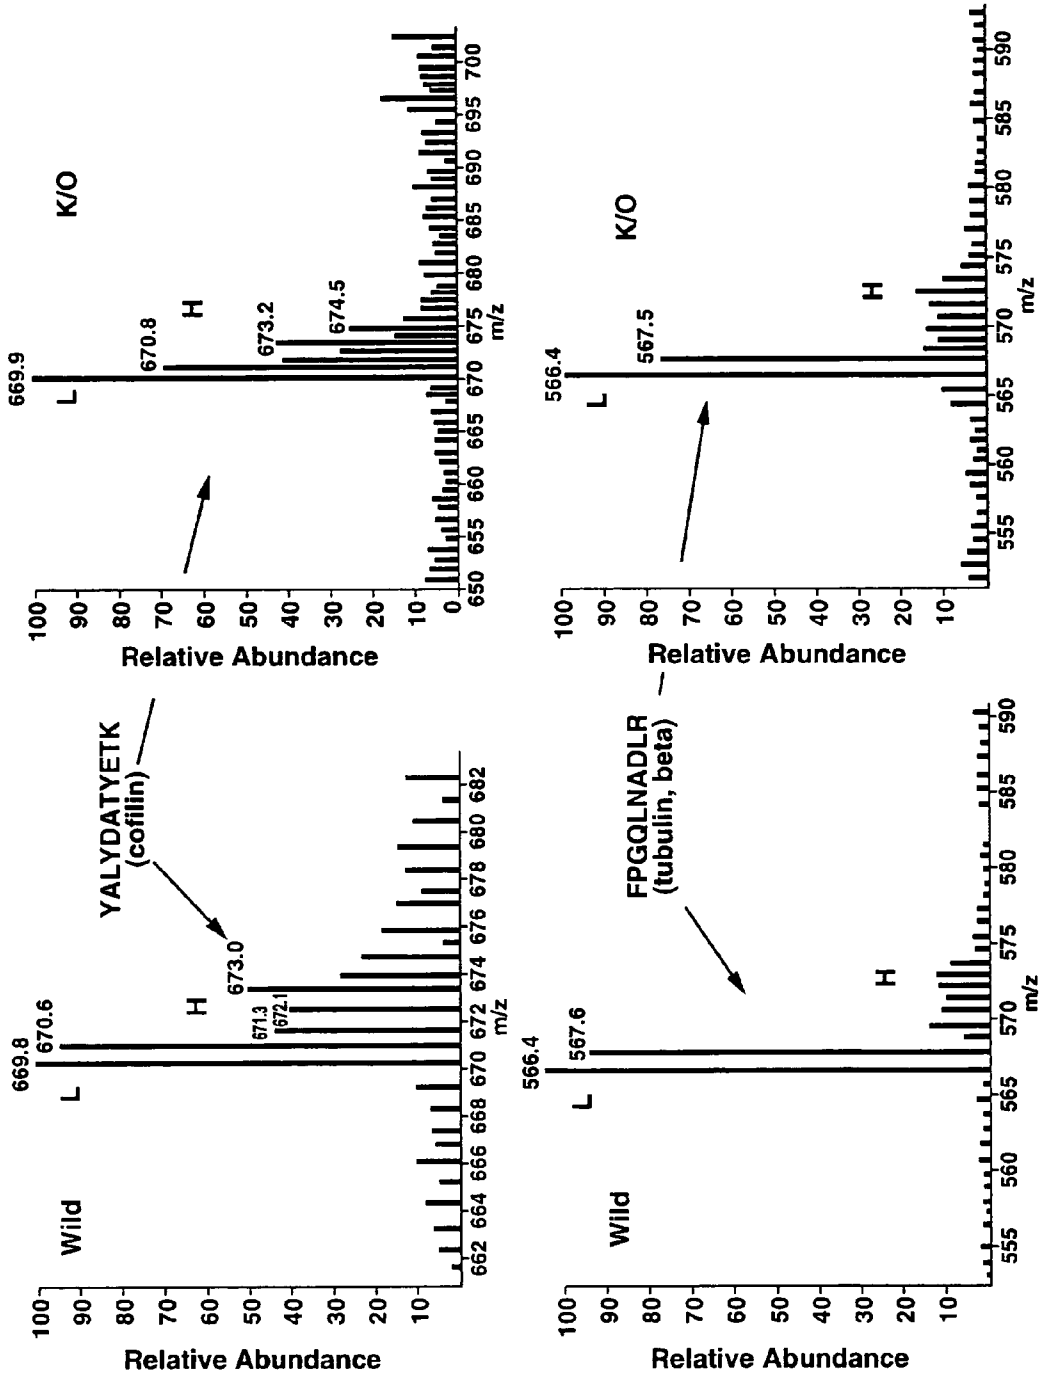 YALYDATYETK
(cofilin)
Wild
Relative Abundance
100
90
80
70
60
50
40
30
20
10
662 664 666 668 670 672 674 676 678 680 682
m/z
L
H
669.8
670.6
671.3
672.1
673.0
K/O
Relative Abundance
100
90
80
70
60
50
40
30
20
10
0
650 655 660 665 670 675 680 685 690 695 700
m/z
L
H
669.9
670.8
673.2
674.5
FPGQLNADLR
(tubulin, beta)
Wild
Relative Abundance
100
90
80
70
60
50
40
30
20
10
555 560 565 570 575 580 585 590
m/z
L
H
566.4
567.6
K/O
Relative Abundance
100
90
80
70
60
50
40
30
20
10
555 560 565 570 575 580 585 590
m/z
L
H
566.4
567.5